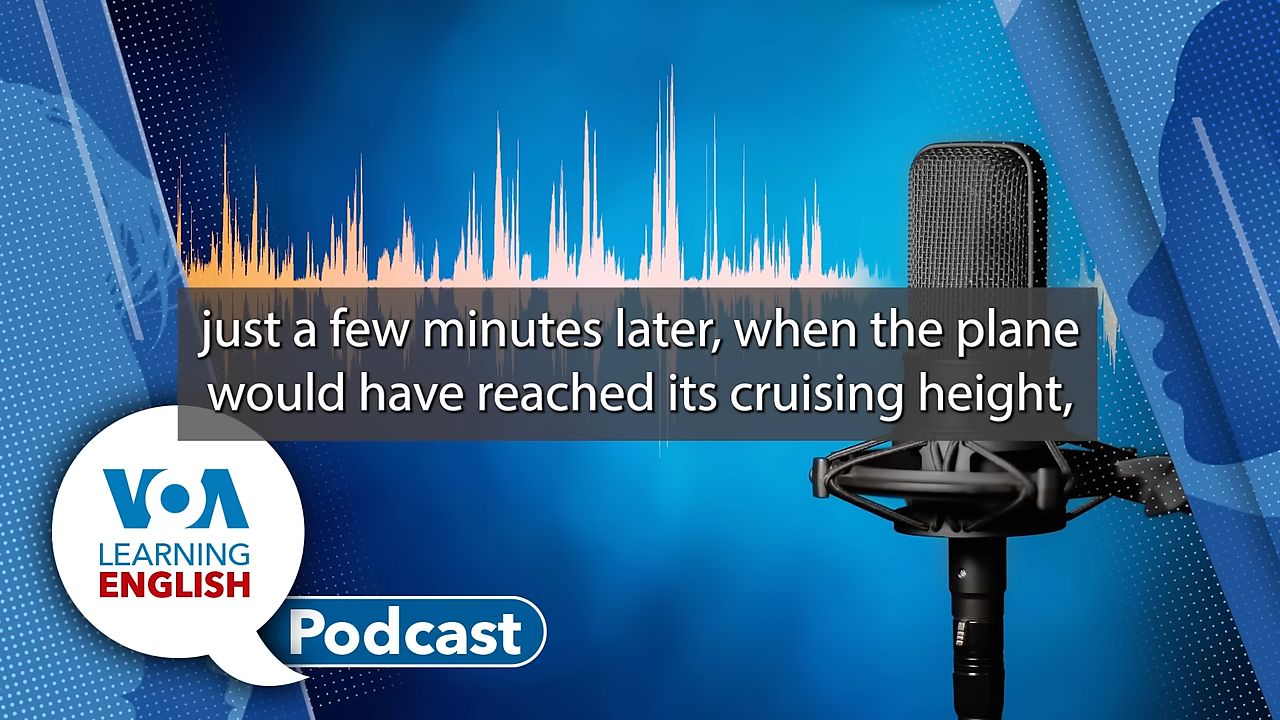 just a few minutes later, when the plane
would have reached its cruising height,
VOA
LEARNING
ENGLISH
Podcast